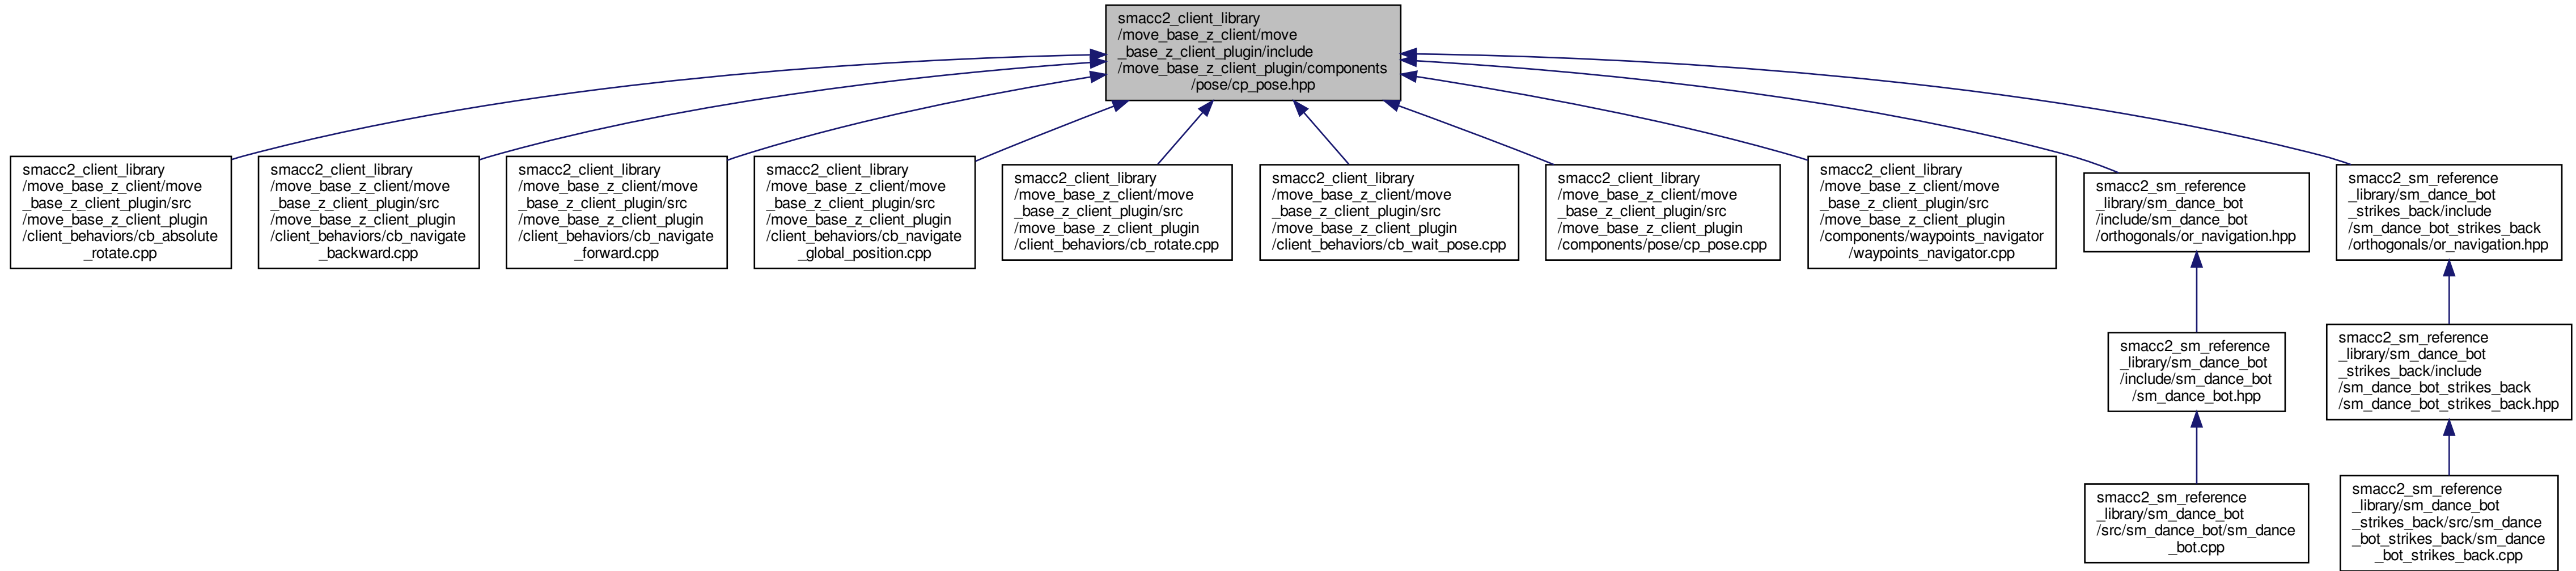 smacc2_client_library
/move_base_z_client/move
_base_z_client_plugin/include
/move_base_z_client_plugin/components
/pose/cp_pose.hpp
smacc2_client_library
/move_base_z_client/move
_base_z_client_plugin/src
/move_base_z_client_plugin
/client_behaviors/cb_absolute
_rotate.cpp
smacc2_client_library
/move_base_z_client/move
_base_z_client_plugin/src
/move_base_z_client_plugin
/client_behaviors/cb_navigate
_backward.cpp
smacc2_client_library
/move_base_z_client/move
_base_z_client_plugin/src
/move_base_z_client_plugin
/client_behaviors/cb_navigate
_forward.cpp
smacc2_client_library
/move_base_z_client/move
_base_z_client_plugin/src
/move_base_z_client_plugin
/client_behaviors/cb_navigate
_global_position.cpp
smacc2_client_library
/move_base_z_client/move
_base_z_client_plugin/src
/move_base_z_client_plugin
/client_behaviors/cb_rotate.cpp
smacc2_client_library
/move_base_z_client/move
_base_z_client_plugin/src
/move_base_z_client_plugin
/client_behaviors/cb_wait_pose.cpp
smacc2_client_library
/move_base_z_client/move
_base_z_client_plugin/src
/move_base_z_client_plugin
/components/pose/cp_pose.cpp
smacc2_client_library
/move_base_z_client/move
_base_z_client_plugin/src
/move_base_z_client_plugin
/components/waypoints_navigator
/waypoints_navigator.cpp
smacc2_sm_reference
_library/sm_dance_bot
/include/sm_dance_bot
/orthogonals/or_navigation.hpp
smacc2_sm_reference
_library/sm_dance_bot
_strikes_back/include
/sm_dance_bot_strikes_back
/orthogonals/or_navigation.hpp
smacc2_sm_reference
_library/sm_dance_bot
/include/sm_dance_bot
/sm_dance_bot.hpp
smacc2_sm_reference
_library/sm_dance_bot
_strikes_back/include
/sm_dance_bot_strikes_back
/sm_dance_bot_strikes_back.hpp
smacc2_sm_reference
_library/sm_dance_bot
/src/sm_dance_bot/sm_dance
_bot.cpp
smacc2_sm_reference
_library/sm_dance_bot
_strikes_back/src/sm_dance
_bot_strikes_back/sm_dance
_bot_strikes_back.cpp